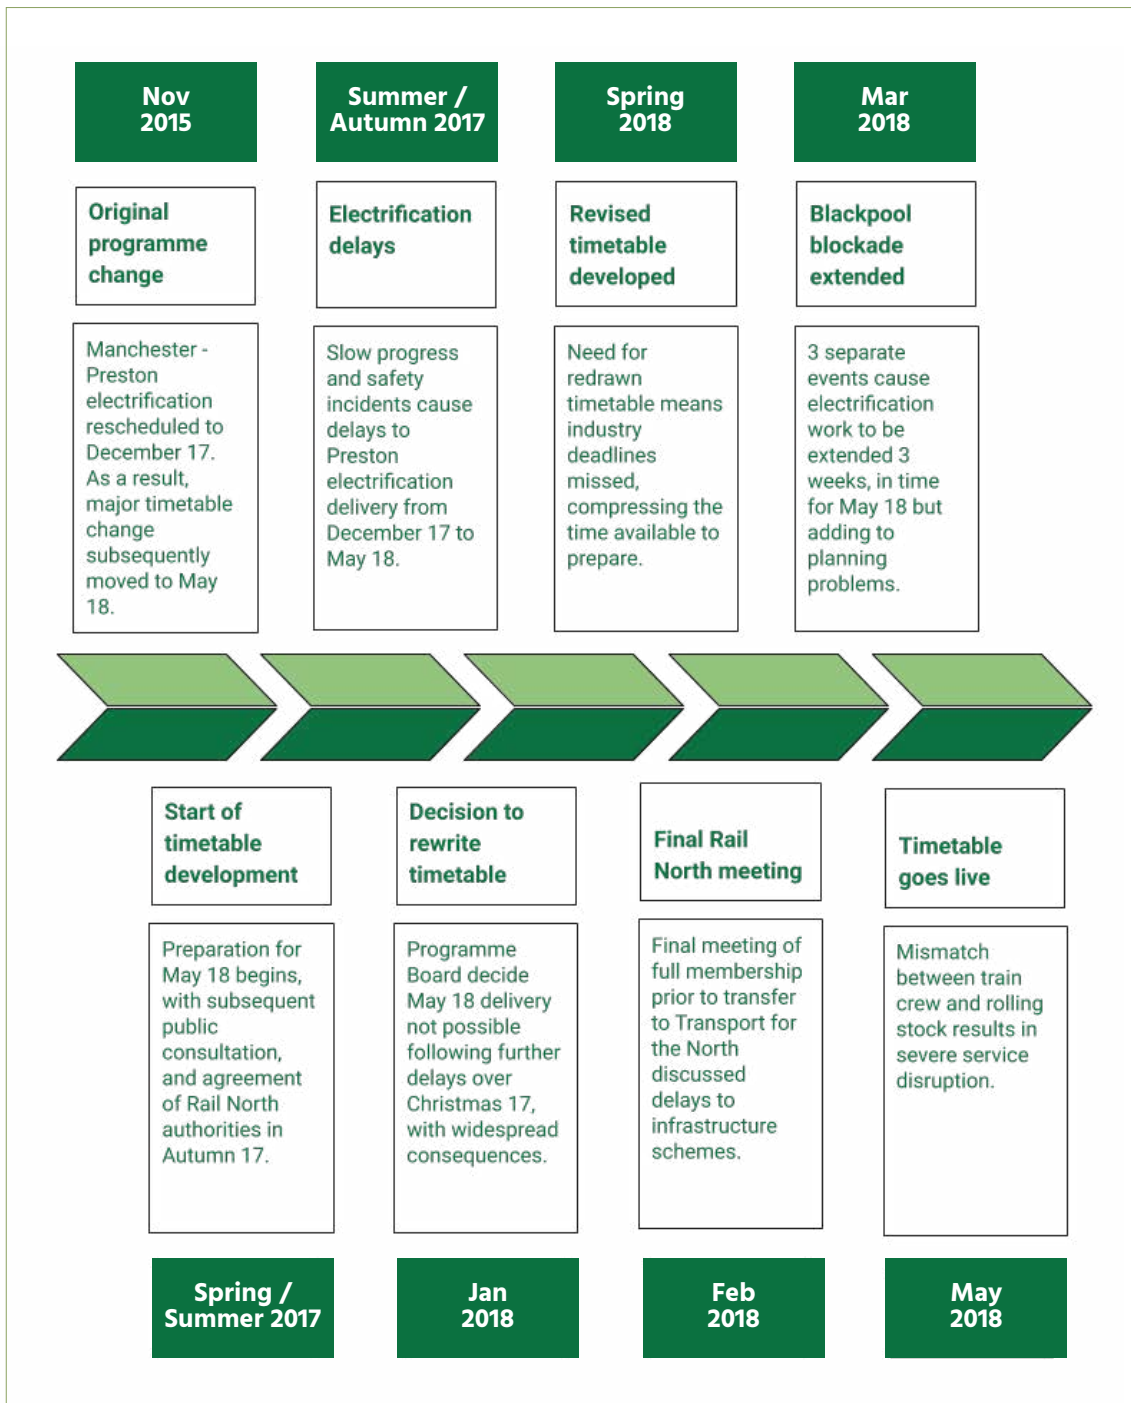 Nov
2015
Summer /
Autumn 2017
Spring
2018
Mar
2018
Original
programme
change
Electrification
delays
Revised
timetable
developed
Blackpool
blockade
extended
Manchester -
Preston
electrification
rescheduled to
December 17.
As a result,
major timetable
change
subsequently
moved to May
18.
Slow progress
and safety
incidents cause
delays to
Preston
electrification
delivery from
December 17 to
May 18.
Need for
redrawn
timetable means
industry
deadlines
missed,
compressing the
time available to
prepare.
3 separate
events cause
electrification
work to be
extended 3
weeks, in time
for May 18 but
adding to
planning
problems.
Start of
timetable
development
Decision to
rewrite
timetable
Final Rail
North meeting
Timetable
goes live
Preparation for
May 18 begins,
with subsequent
public
consultation,
and agreement
of Rail North
authorities in
Autumn 17.
Programme
Board decide
May 18 delivery
not possible
following further
delays over
Christmas 17,
with widespread
consequences.
Final meeting of
full membership
prior to transfer
to Transport for
the North
discussed
delays to
infrastructure
schemes.
Mismatch
between train
crew and rolling
stock results in
severe service
disruption.
Spring /
Summer 2017
Jan
2018
Feb
2018
May
2018